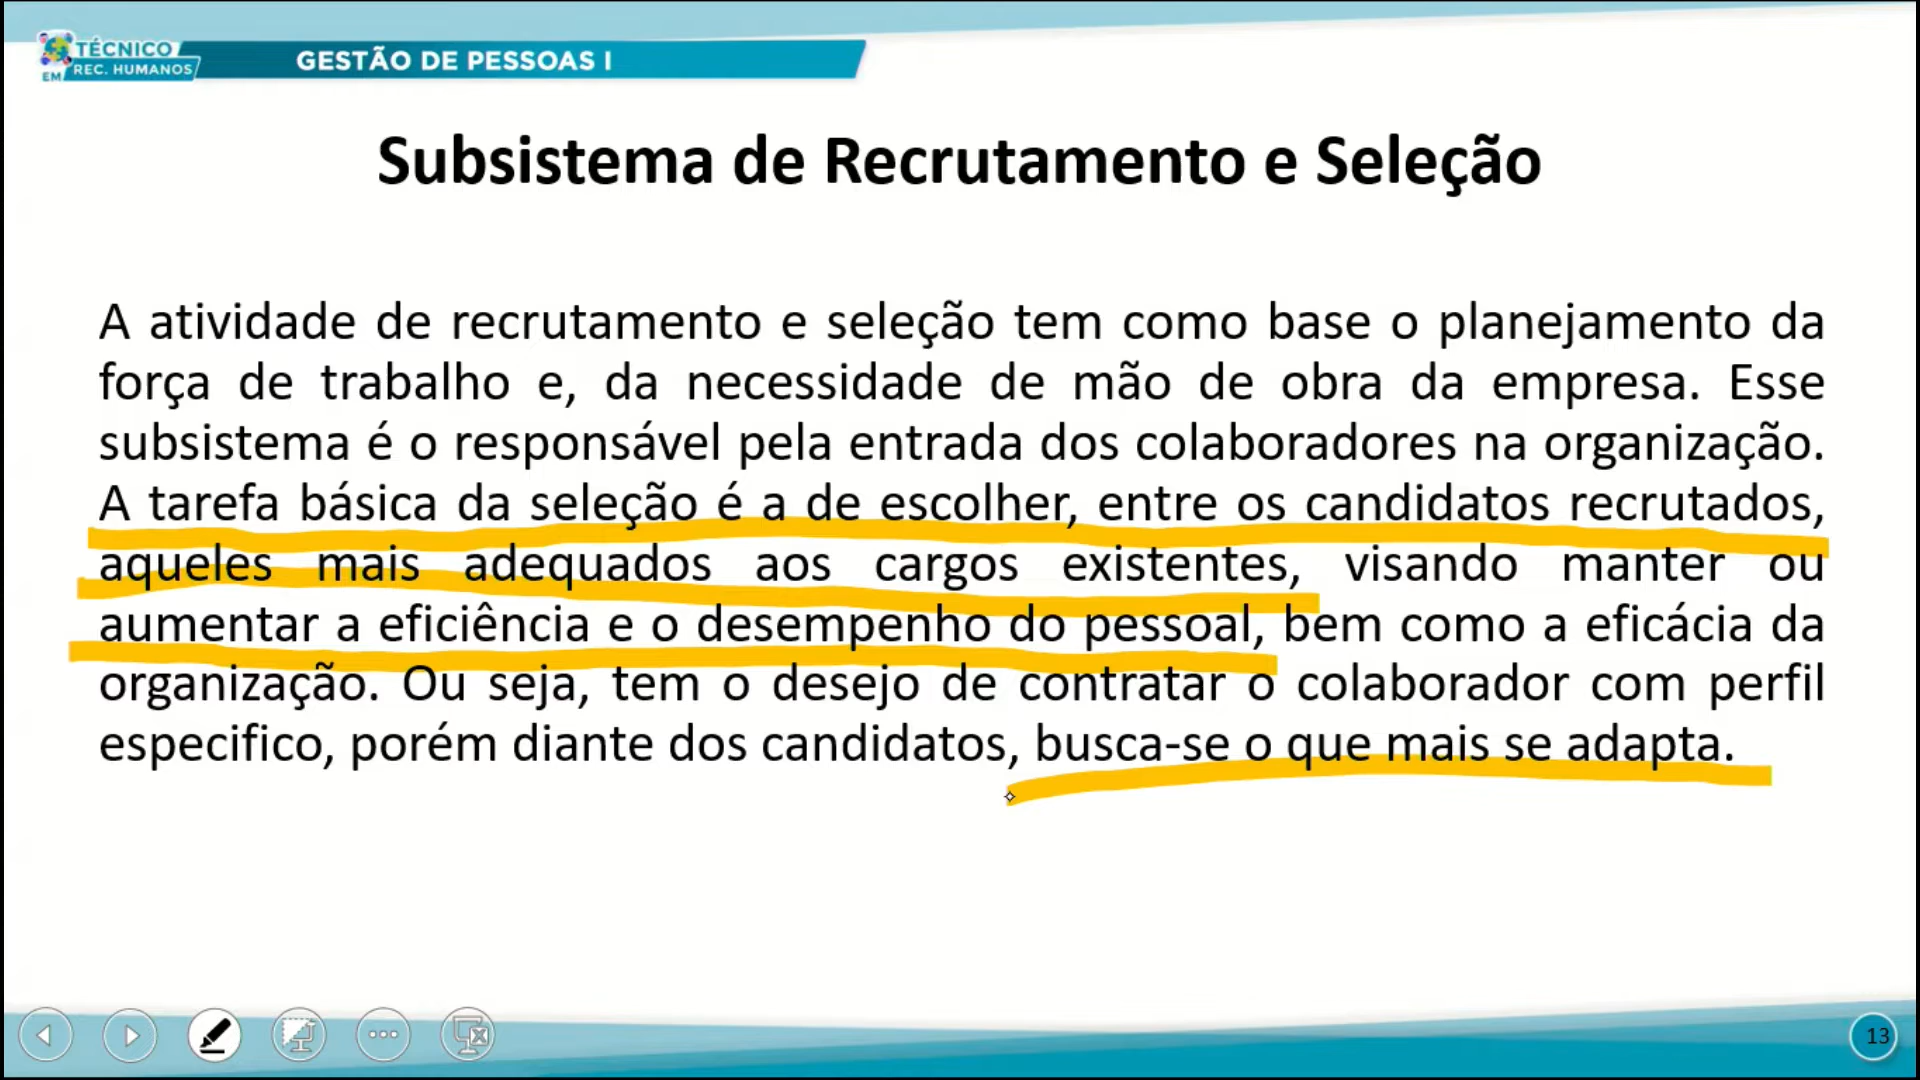 TÉCNICO
EM REC. HUMANOS
GESTÃO DE PESSOAS I
Subsistema de Recrutamento e Seleção
A atividade de recrutamento e seleção tem como base o planejamento da
força de trabalho e, da necessidade de mão de obra da empresa. Esse
subsistema é o responsável pela entrada dos colaboradores na organização.
A tarefa básica da seleção é a de escolher, entre os candidatos recrutados,
aqueles mais adequados aos cargos existentes, visando manter ou
aumentar a eficiência e o desempenho do pessoal, bem como a eficácia da
organização. Ou seja, tem o desejo de contratar o colaborador com perfil
especifico, porém diante dos candidatos, busca-se o que mais se adapta.
13